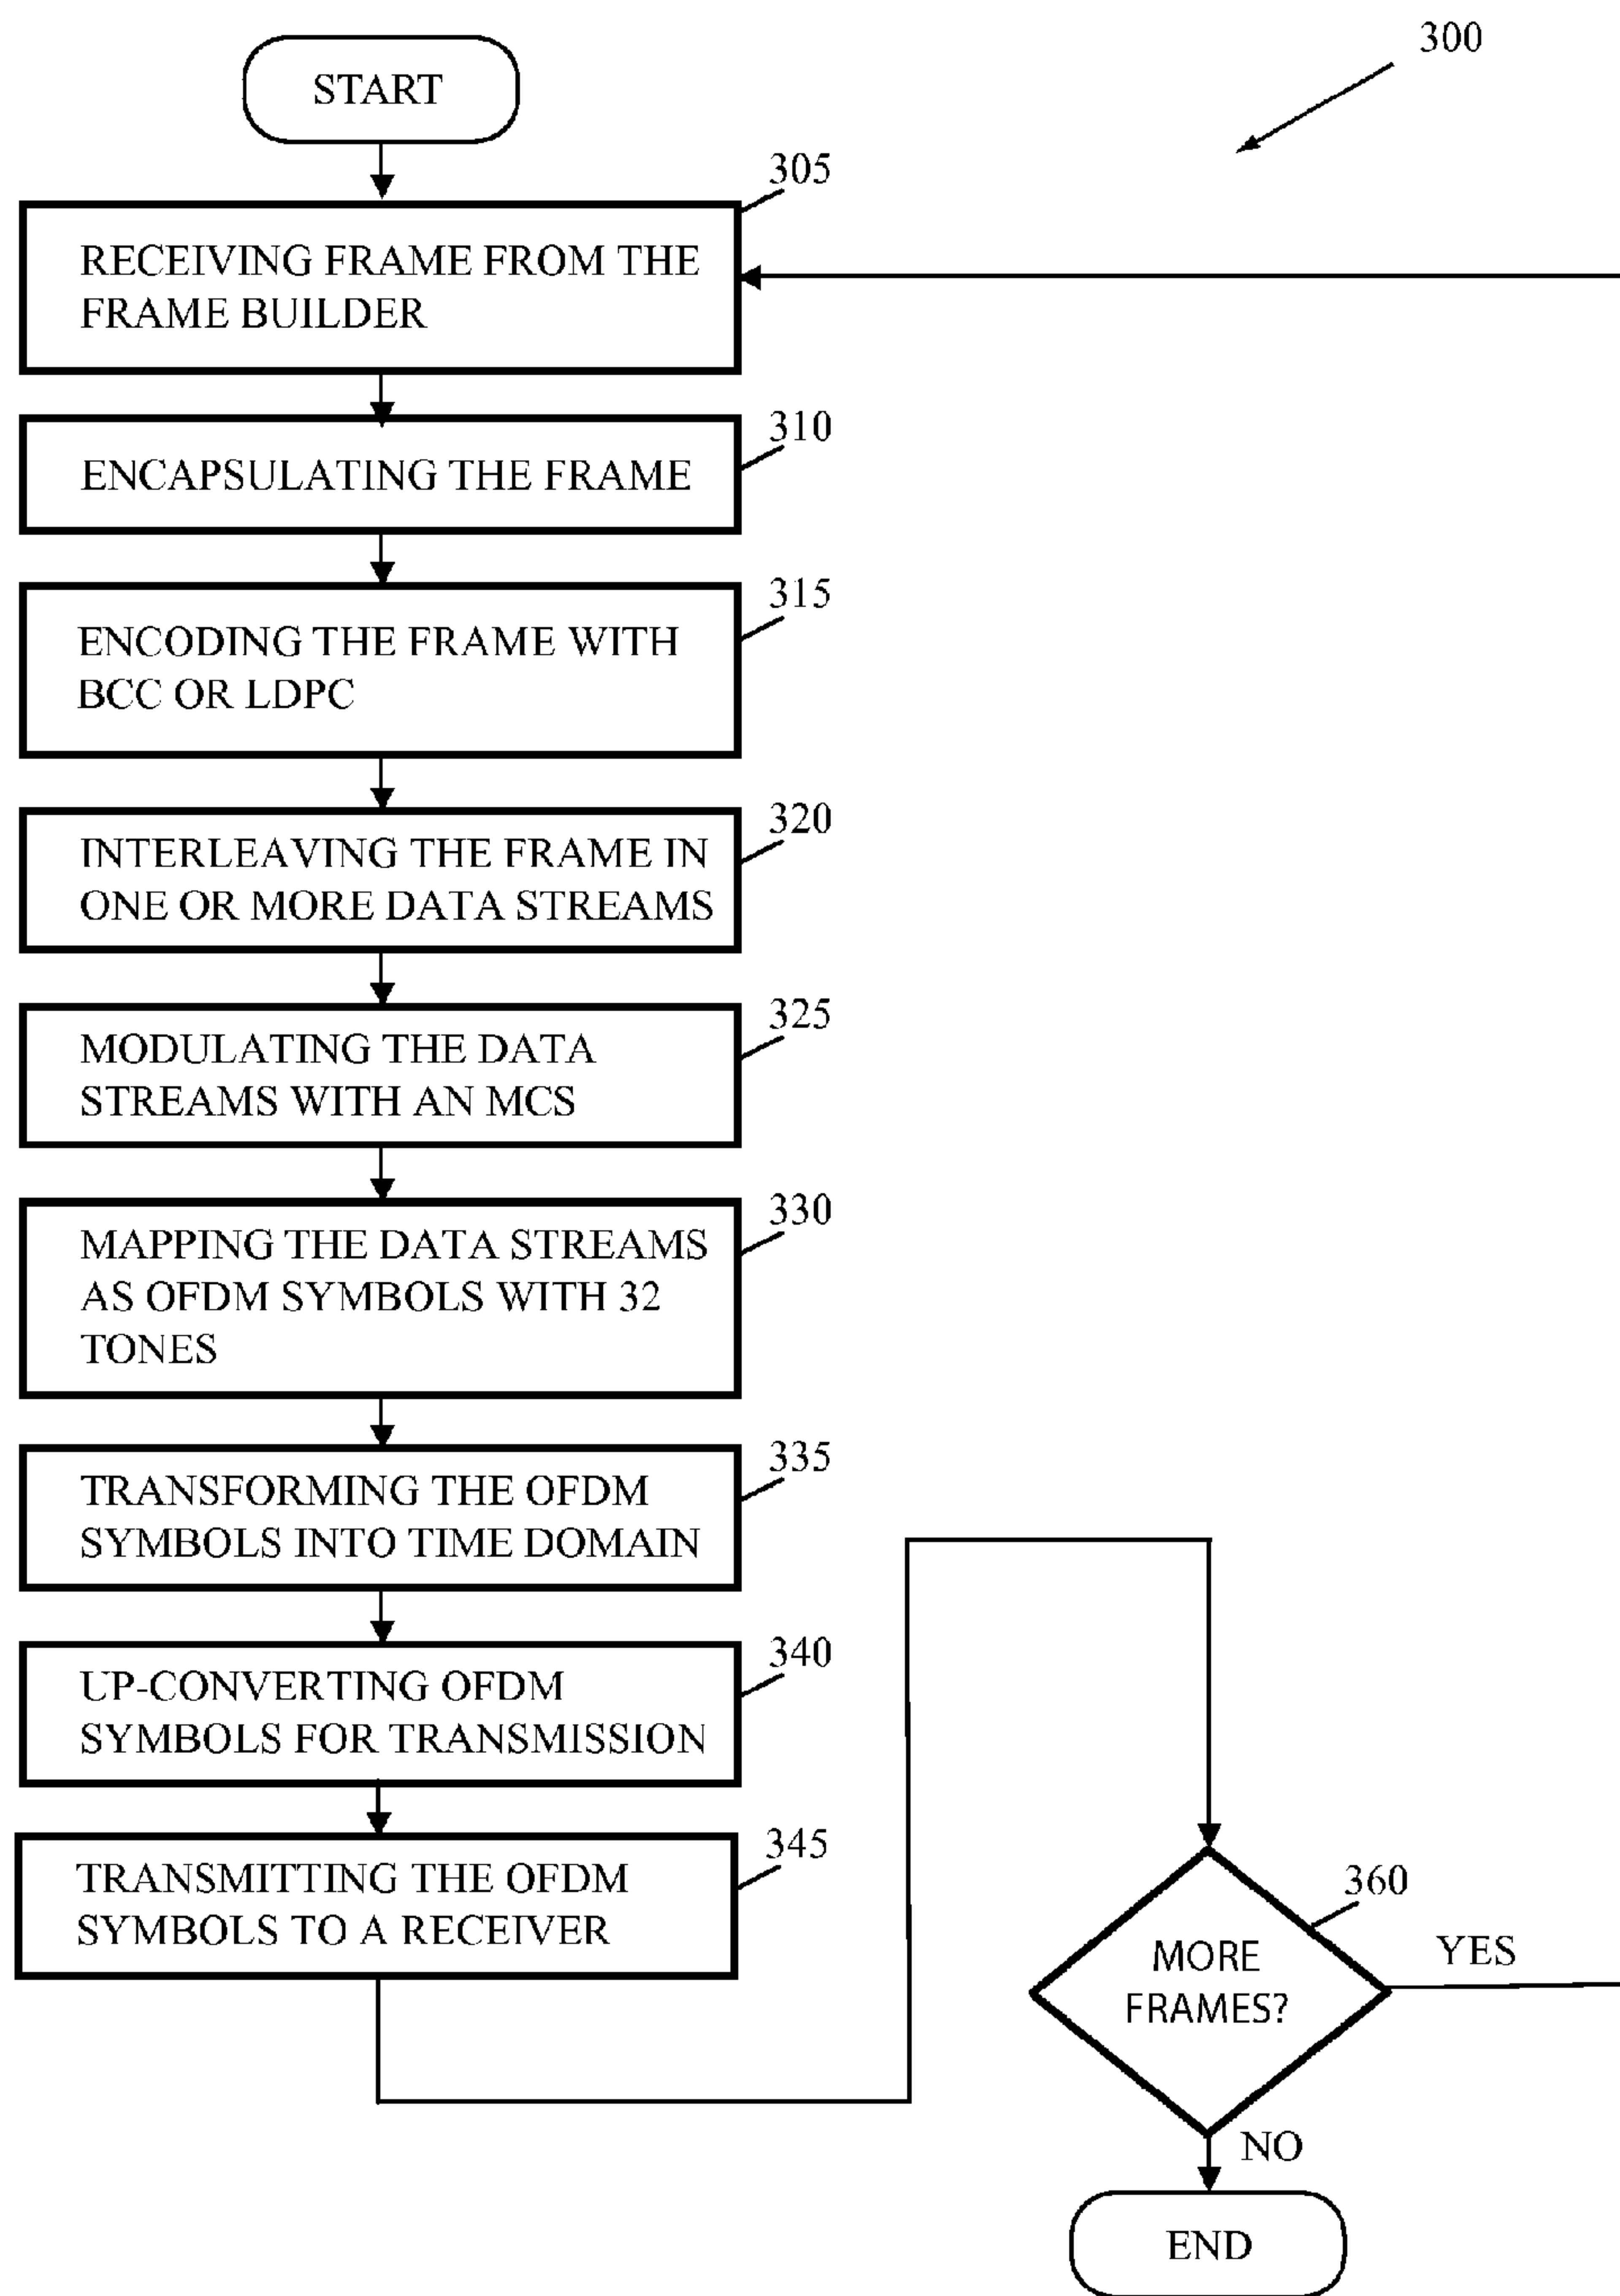 300
START
305
RECEIVING FRAME FROM THE
FRAME BUILDER
310
ENCAPSULATING THE FRAME
315
ENCODING THE FRAME WITH
BCC OR LDPC
320
INTERLEAVING THE FRAME IN
ONE OR MORE DATA STREAMS
325
MODULATING THE DATA
STREAMS WITH AN MCS
330
MAPPING THE DATA STREAMS
AS OFDM SYMBOLS WITH 32
TONES
335
TRANSFORMING THE OFDM
SYMBOLS INTO TIME DOMAIN
340
UP-CONVERTING OFDM
SYMBOLS FOR TRANSMISSION
345
TRANSMITTING THE OFDM
SYMBOLS TO A RECEIVER
360
MORE
FRAMES?
YES
NO
END